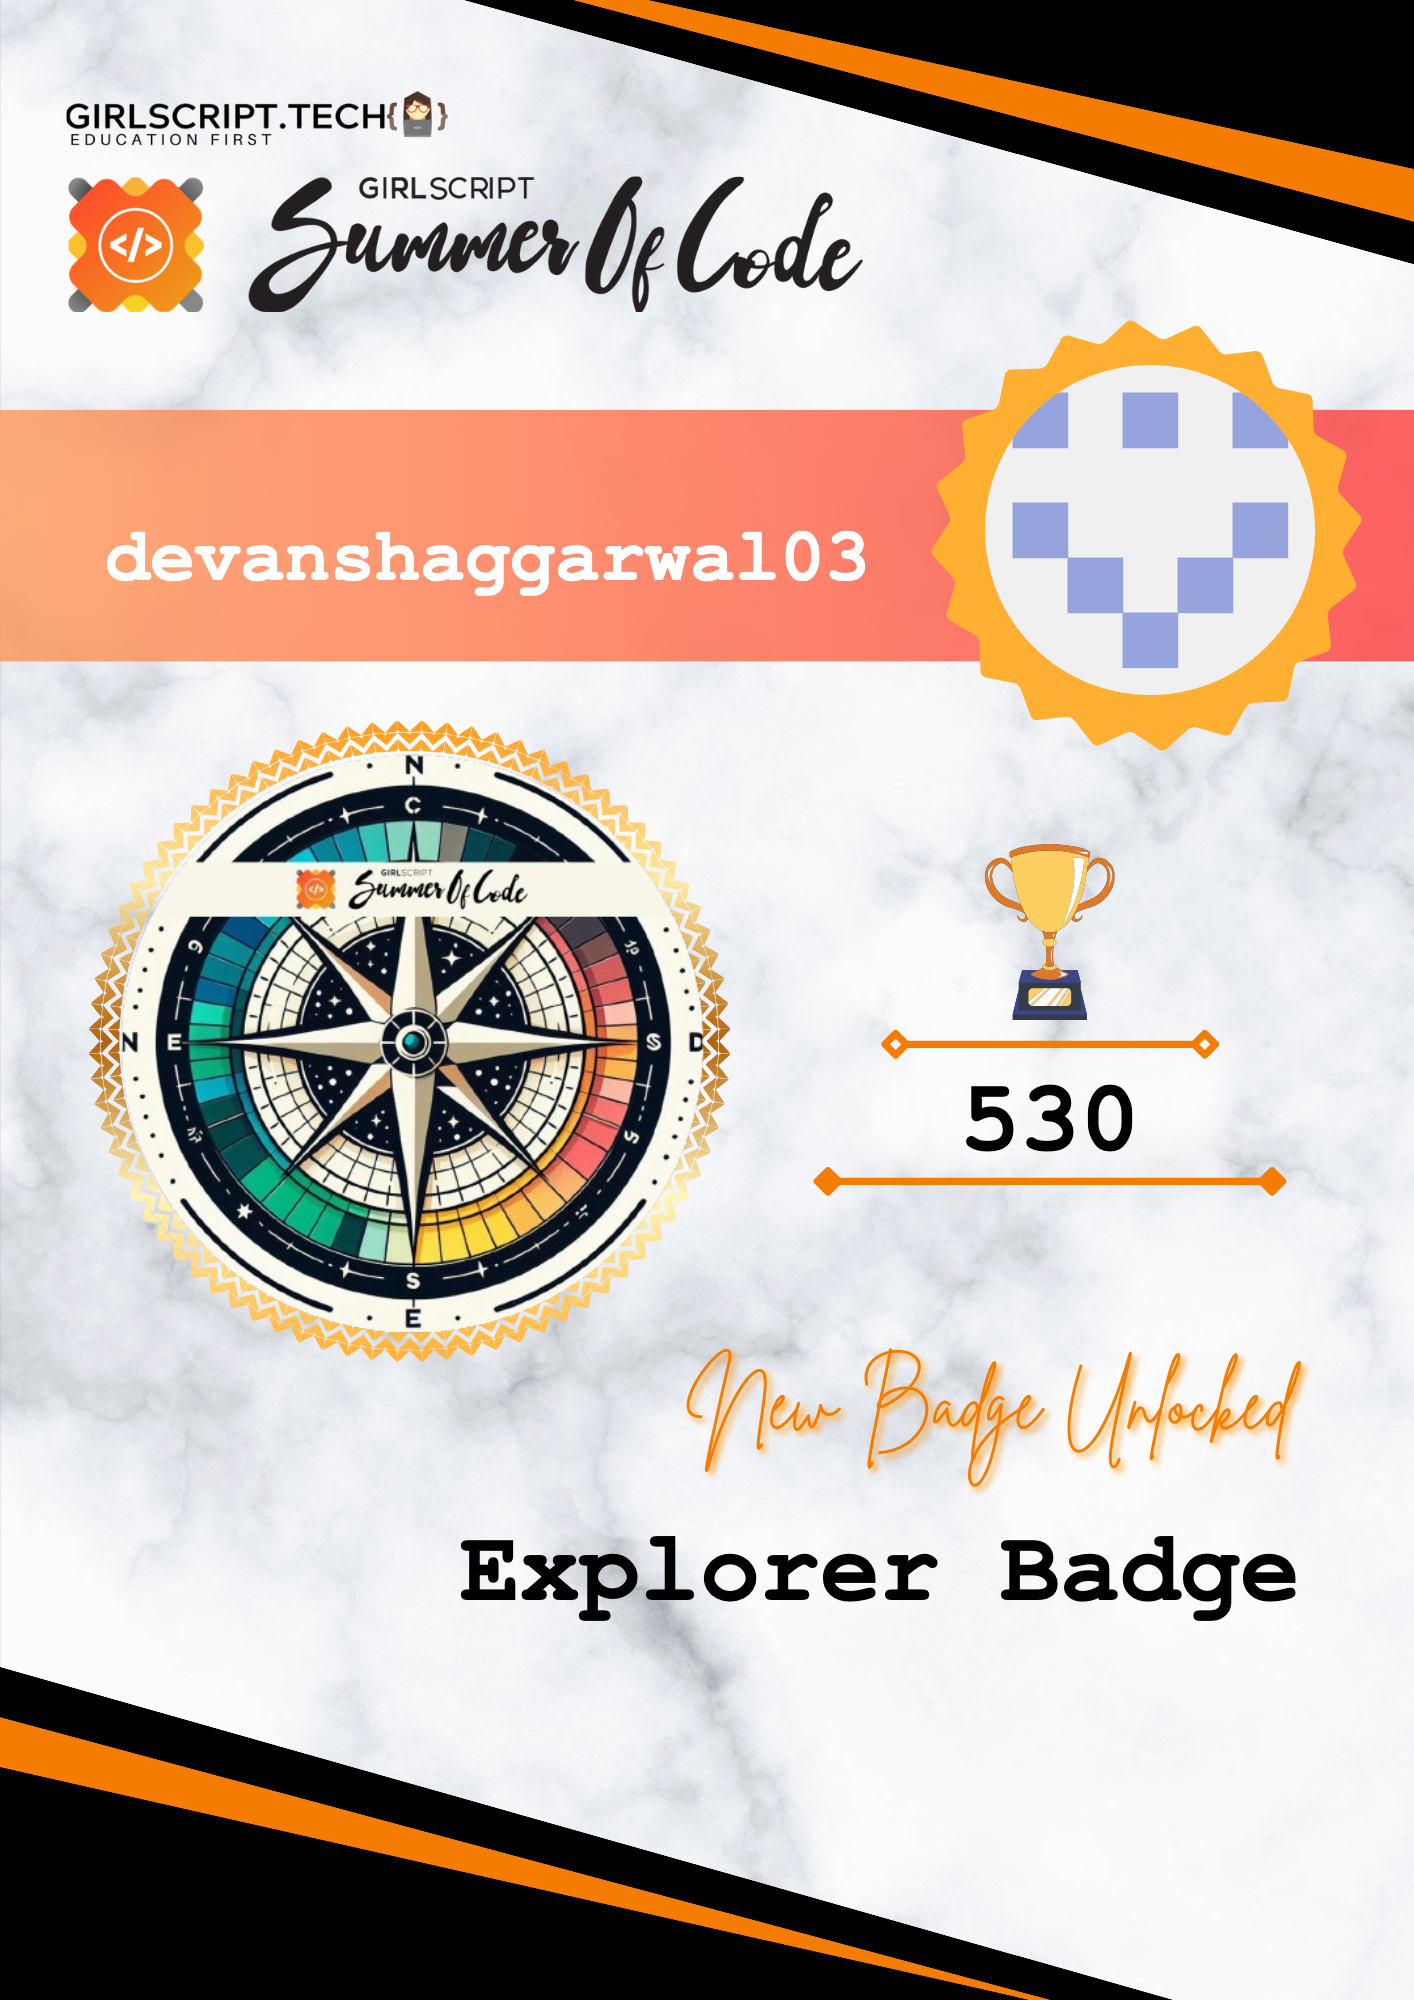 GIRLSCRIPT.TECH{ }
EDUCATION FIRST
GIRLSCRIPT
</> Summer Of Code
devanshaggarwal03
N
C
GIRLSCRIPT
</> Summer Of Code
N E S D
S
E
530
New Badge Unlocked
Explorer Badge